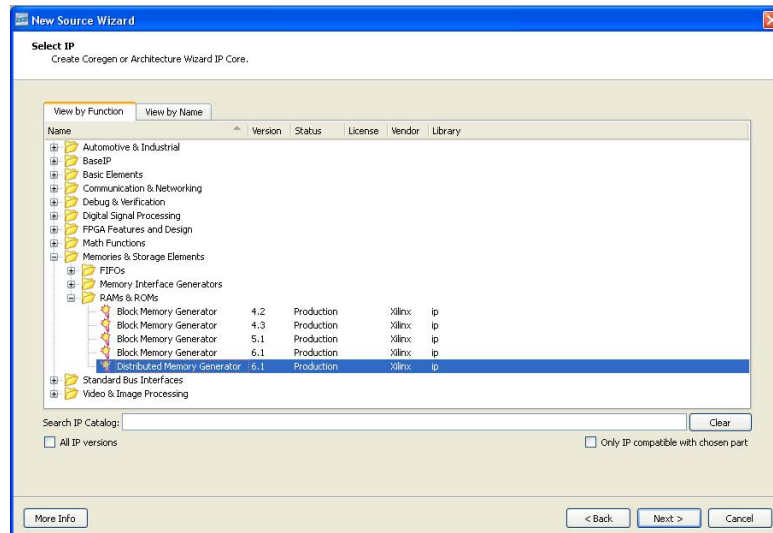 New Source Wizard
Select IP
Create Coregen or Architecture Wizard IP Core.
View by Function View by Name
Name Version Status License Vendor Library
Automotive & Industrial
BaseIP
Basic Elements
Communication & Networking
Debug & Verification
Digital Signal Processing
FPGA Features and Design
Math Functions
Memories & Storage Elements
FIFOs
Memory Interface Generators
RAMs & ROMs
Block Memory Generator 4.2 Production Xilinx ip
Block Memory Generator 4.3 Production Xilinx ip
Block Memory Generator 5.1 Production Xilinx ip
Block Memory Generator 6.1 Production Xilinx ip
Distributed Memory Generator 6.1 Production Xilinx ip
Standard Bus Interfaces
Video & Image Processing
Search IP Catalog: Clear
All IP versions Only IP compatible with chosen part
More Info < Back Next > Cancel